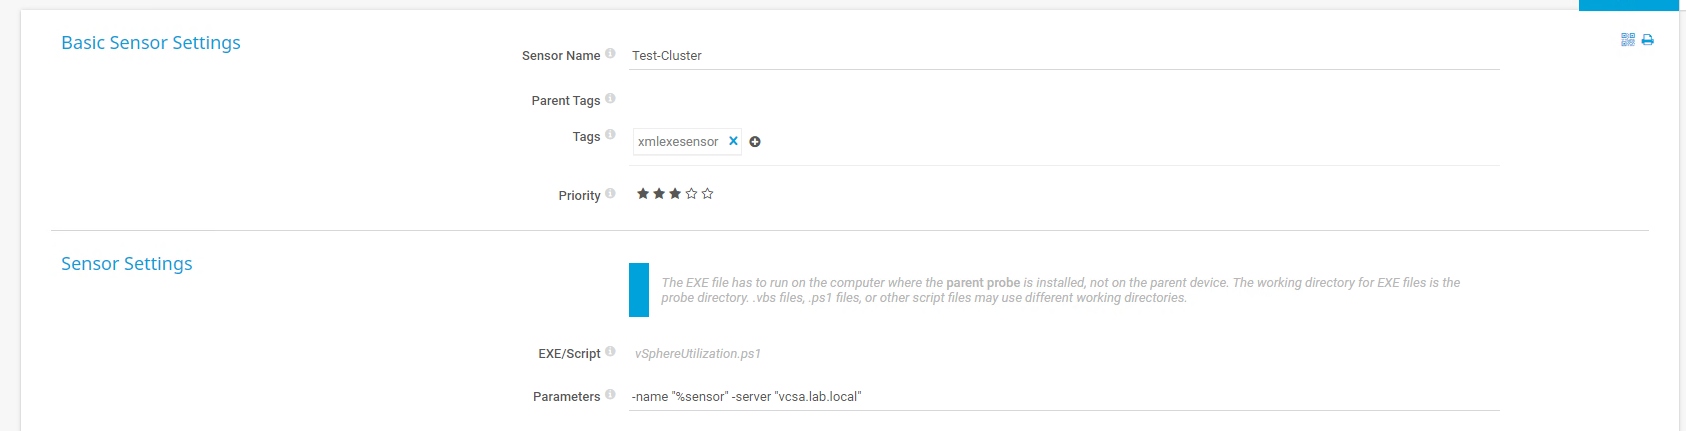 Basic Sensor Settings
Sensor Name
Test-Cluster
Parent Tags
Tags
xmlexesensor
Priority
Sensor Settings
The EXE file has to run on the computer where the parent probe is installed, not on the parent device. The working directory for EXE files is the
probe directory. .vbs files, .ps1 files, or other script files may use different working directories.
EXE/Script
vSphereUtilization.ps1
Parameters
-name "%sensor" -server "vcsa.lab.local"